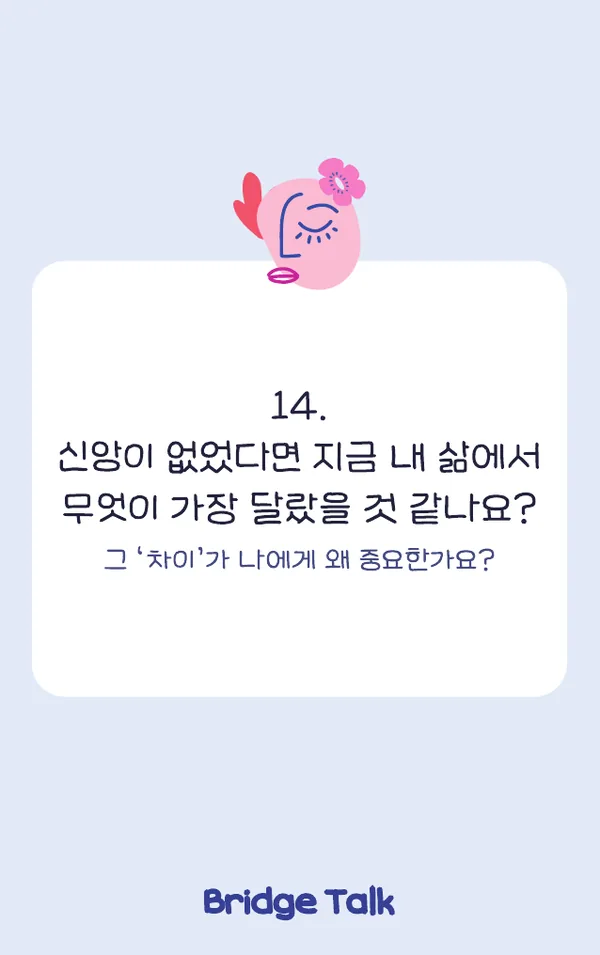 14.
신앙이 없었다면 지금 내 삶에서
무엇이 가장 달랐을 것 같나요?
그 ‘차이’가 나에게 왜 중요한가요?
Bridge Talk